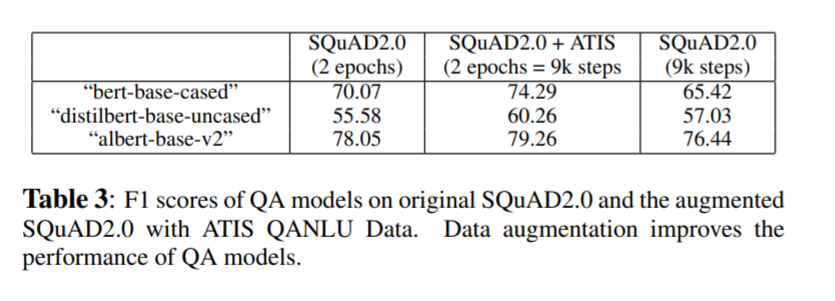 SQuAD2.0 SQuAD2.0 + ATIS SQuAD2.0
(2 epochs) (2 epochs = 9k steps (9k steps)
“bert-base-cased” 70.07 74.29 65.42
“distilbert-base-uncased” 55.58 60.26 57.03
“albert-base-v2” 78.05 79.26 76.44
Table 3: F1 scores of QA models on original SQuAD2.0 and the augmented
SQuAD2.0 with ATIS QANLU Data. Data augmentation improves the
performance of QA models.